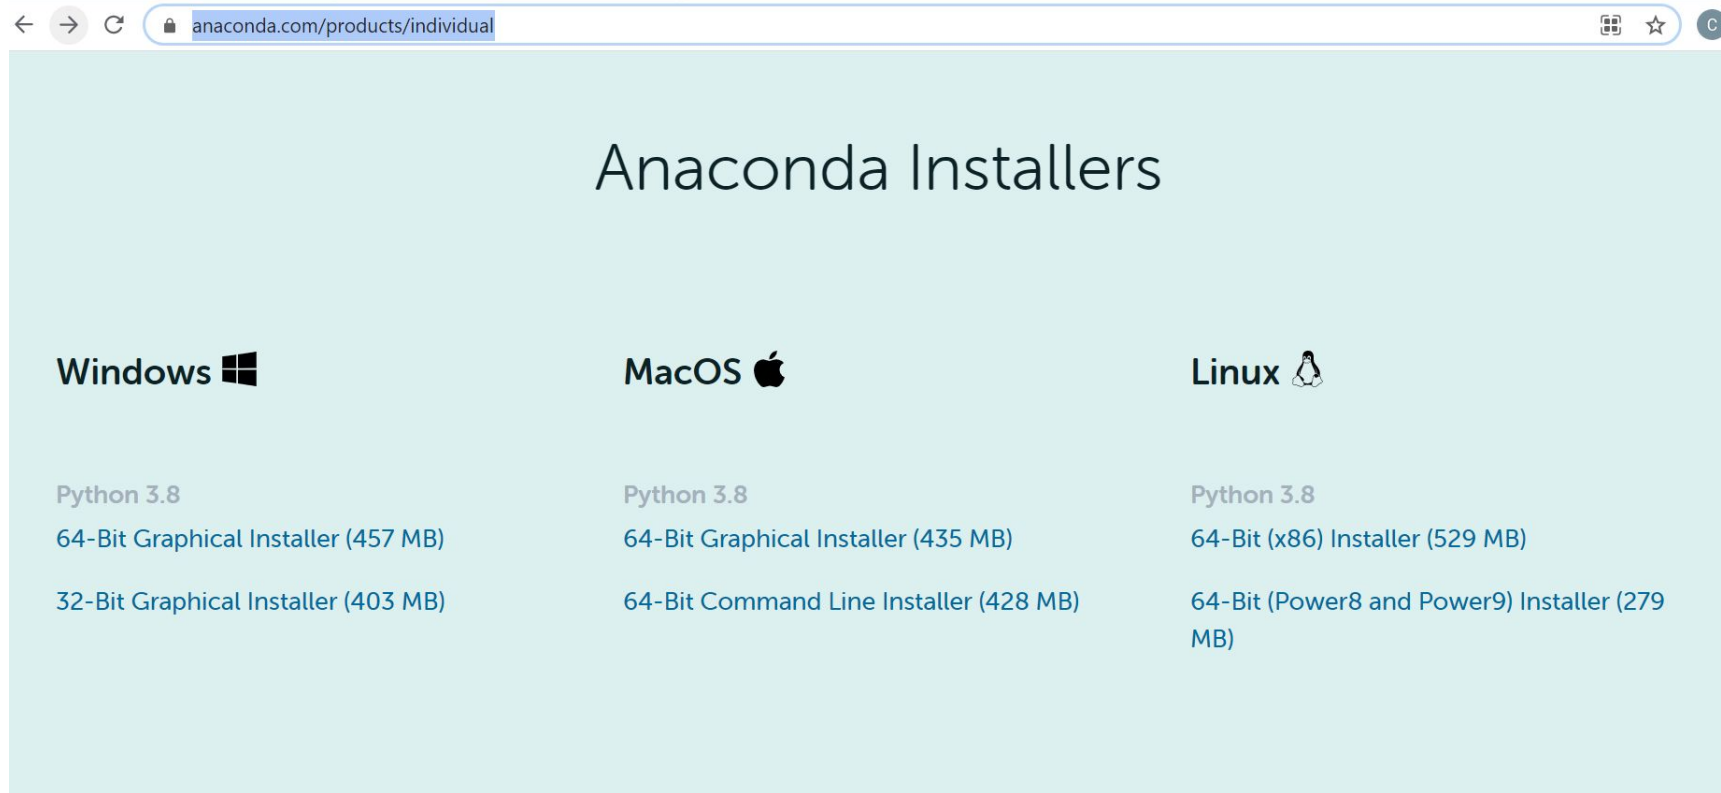 anaconda.com/products/individual
C
Anaconda Installers
Windows
Python 3.8
64-Bit Graphical Installer (457 MB)
32-Bit Graphical Installer (403 MB)
MacOS
Python 3.8
64-Bit Graphical Installer (435 MB)
64-Bit Command Line Installer (428 MB)
Linux
Python 3.8
64-Bit (x86) Installer (529 MB)
64-Bit (Power8 and Power9) Installer (279
MB)